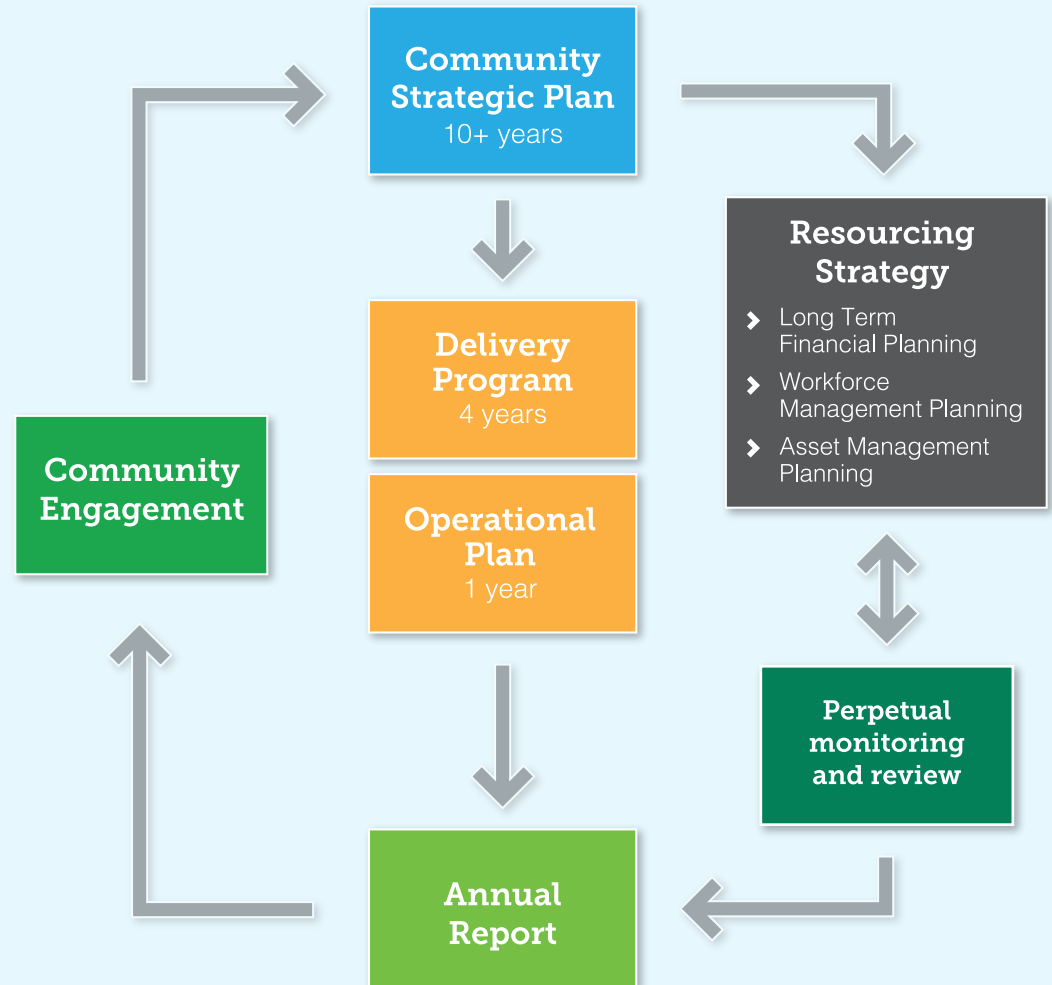 Community
Strategic Plan
10+ years
Resourcing
Strategy
Long Term
Financial Planning
Workforce
Management Planning
Asset Management
Planning
Delivery
Program
4 years
Community
Engagement
Operational
Plan
1 year
Perpetual
monitoring
and review
Annual
Report